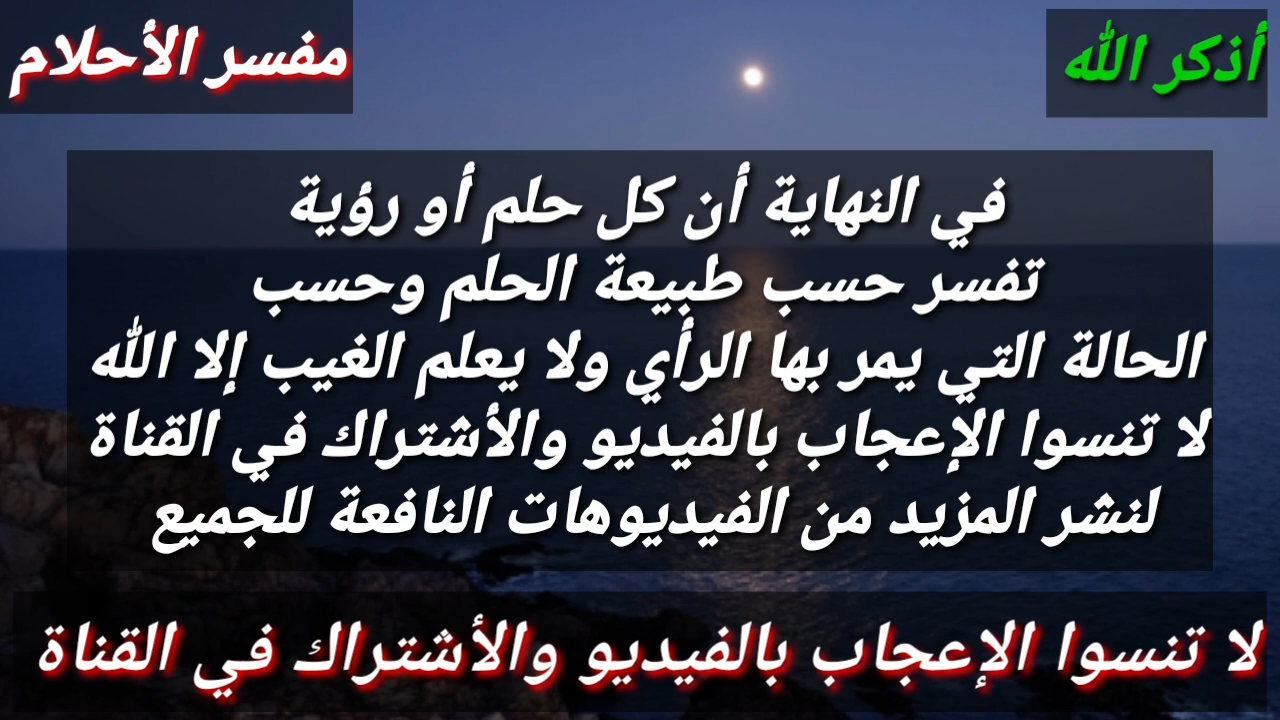 أذكر الله
مفسر الأحلام
في النهاية أن كل حلم أو رؤية
تفسر حسب طبيعة الحلم وحسب
الحالة التي يمر بها الرأي ولا يعلم الغيب إلا الله
لا تنسوا الإعجاب بالفيديو والأشتراك في القناة
لنشر المزيد من الفيديوهات النافعة للجميع
لا تنسوا الإعجاب بالفيديو والأشتراك في القناة